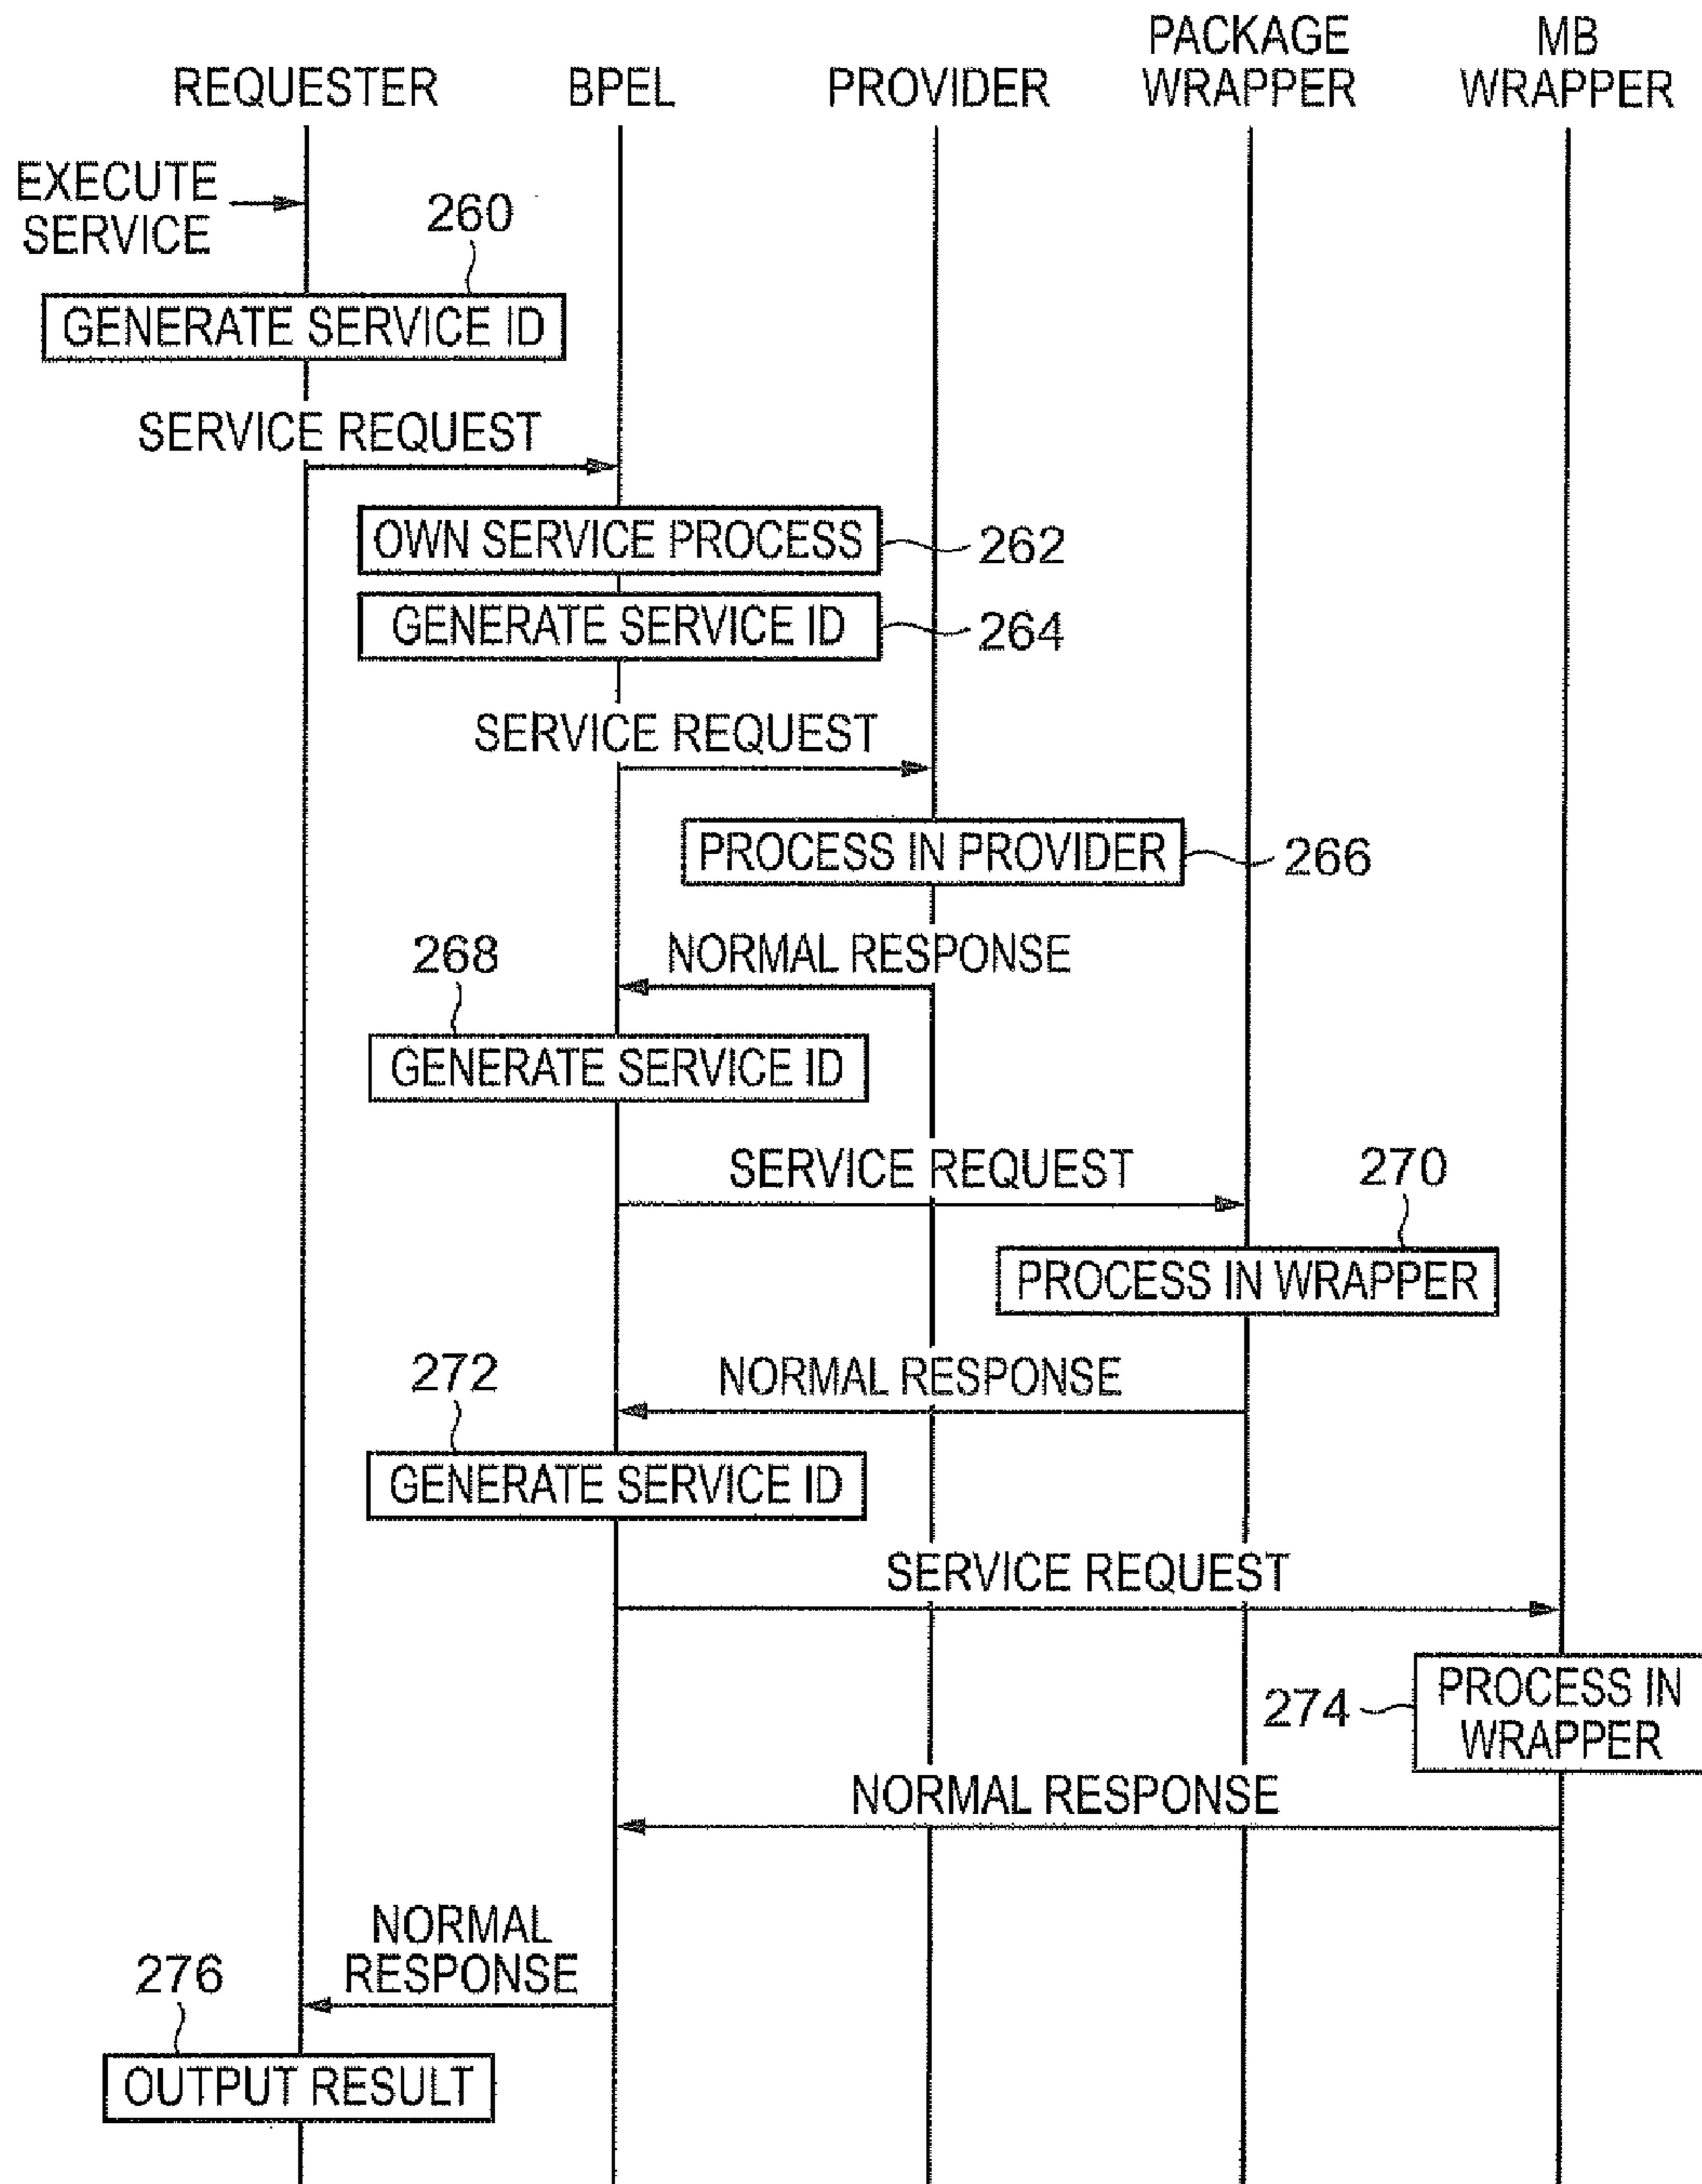 REQUESTER
BPEL
PROVIDER
PACKAGE
WRAPPER
MB
WRAPPER
EXECUTE
SERVICE
260
GENERATE SERVICE ID
SERVICE REQUEST
OWN SERVICE PROCESS
262
GENERATE SERVICE ID
264
SERVICE REQUEST
PROCESS IN PROVIDER
266
NORMAL RESPONSE
268
GENERATE SERVICE ID
SERVICE REQUEST
270
PROCESS IN WRAPPER
NORMAL RESPONSE
272
GENERATE SERVICE ID
SERVICE REQUEST
274
PROCESS IN
WRAPPER
NORMAL RESPONSE
NORMAL
RESPONSE
276
OUTPUT RESULT